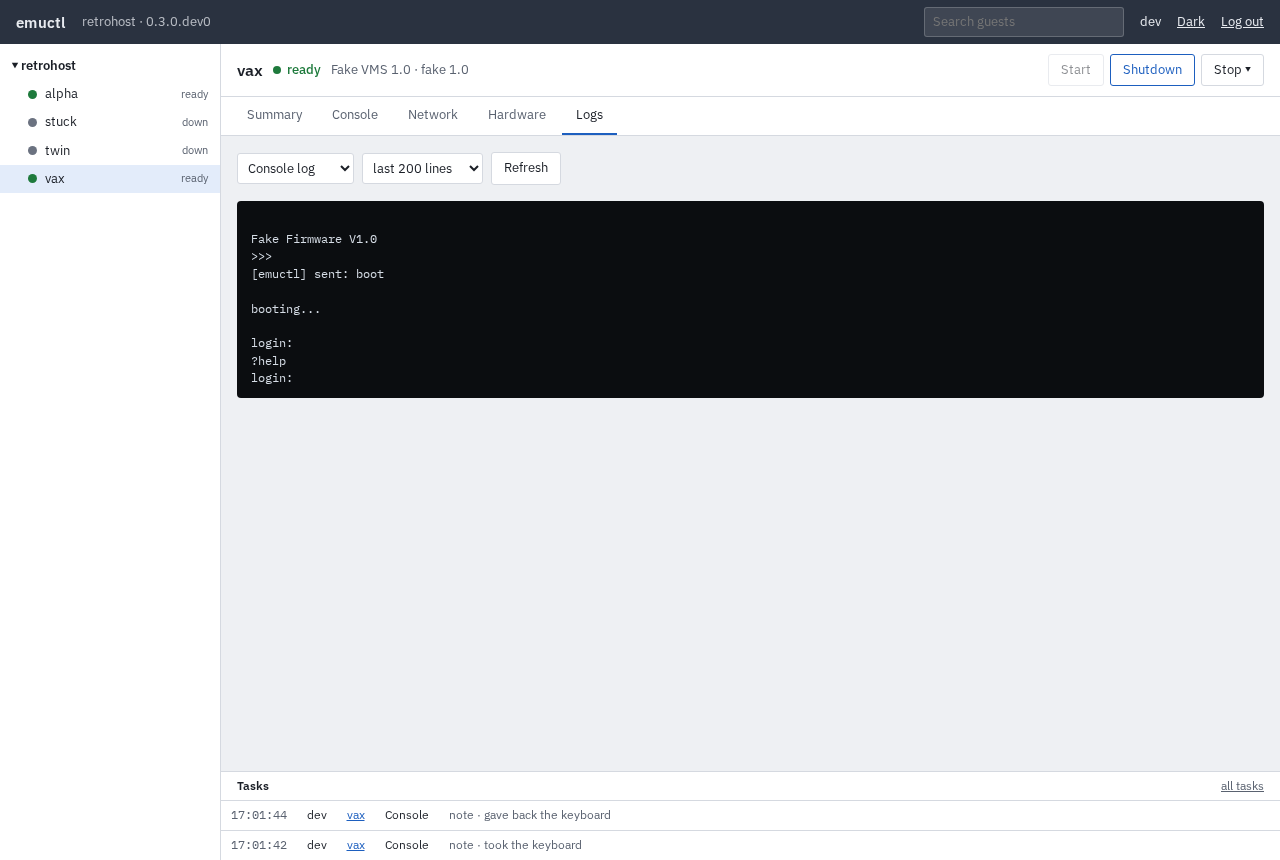 emuctl retrohost · 0.3.0.dev0 Search guests dev Dark Log out
▾ retrohost
alpha ready
stuck down
twin down
vax ready
vax ready Fake VMS 1.0 · fake 1.0 Start Shutdown Stop ▾
Summary Console Network Hardware Logs
Console log last 200 lines Refresh
Fake Firmware V1.0
>>>
[emuctl] sent: boot
booting...
login:
?help
login:
Tasks all tasks
17:01:44 dev vax Console note · gave back the keyboard
17:01:42 dev vax Console note · took the keyboard